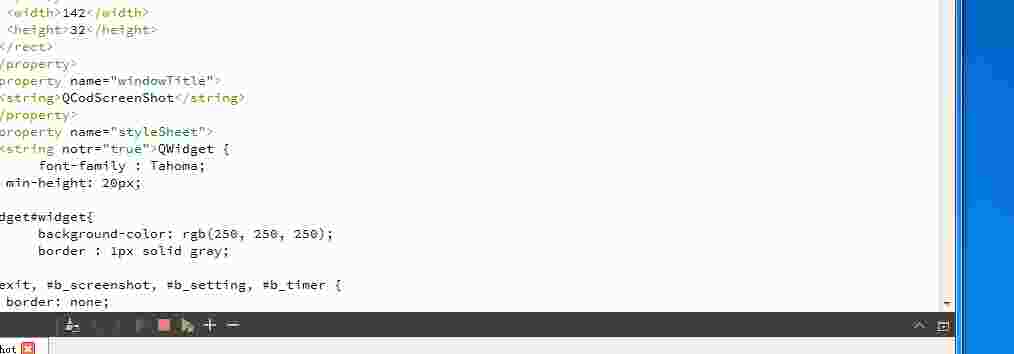 <width>142</width>
<height>32</height>
</rect>
/property>
property name="windowTitle">
<string>QCodScreenShot</string>
/property>
property name="styleSheet">
<string notr="true">QWidget {
font-family : Tahoma;
min-height: 20px;
dget#widget{
background-color: rgb(250, 250, 250);
border : 1px solid gray;
exit, #b_screenshot, #b_setting, #b_timer {
border: none;
hot